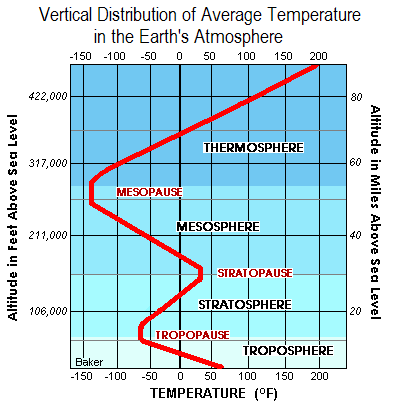 Vertical Distribution of Average Temperature
in the Earth's Atmosphere
-150 -100 -50 0 50 100 150 200
422,000
80
THERMOSPHERE
317,000
60
MESOPAUSE
MESOSPHERE
211,000
40
STRATOPAUSE
STRATOSPHERE
106,000
20
TROPOPAUSE
TROPOSPHERE
Baker
-150 -100 -50 0 50 100 150 200
TEMPERATURE (ºF)
Altitude in Feet Above Sea Level
Altitude in Miles Above Sea Level